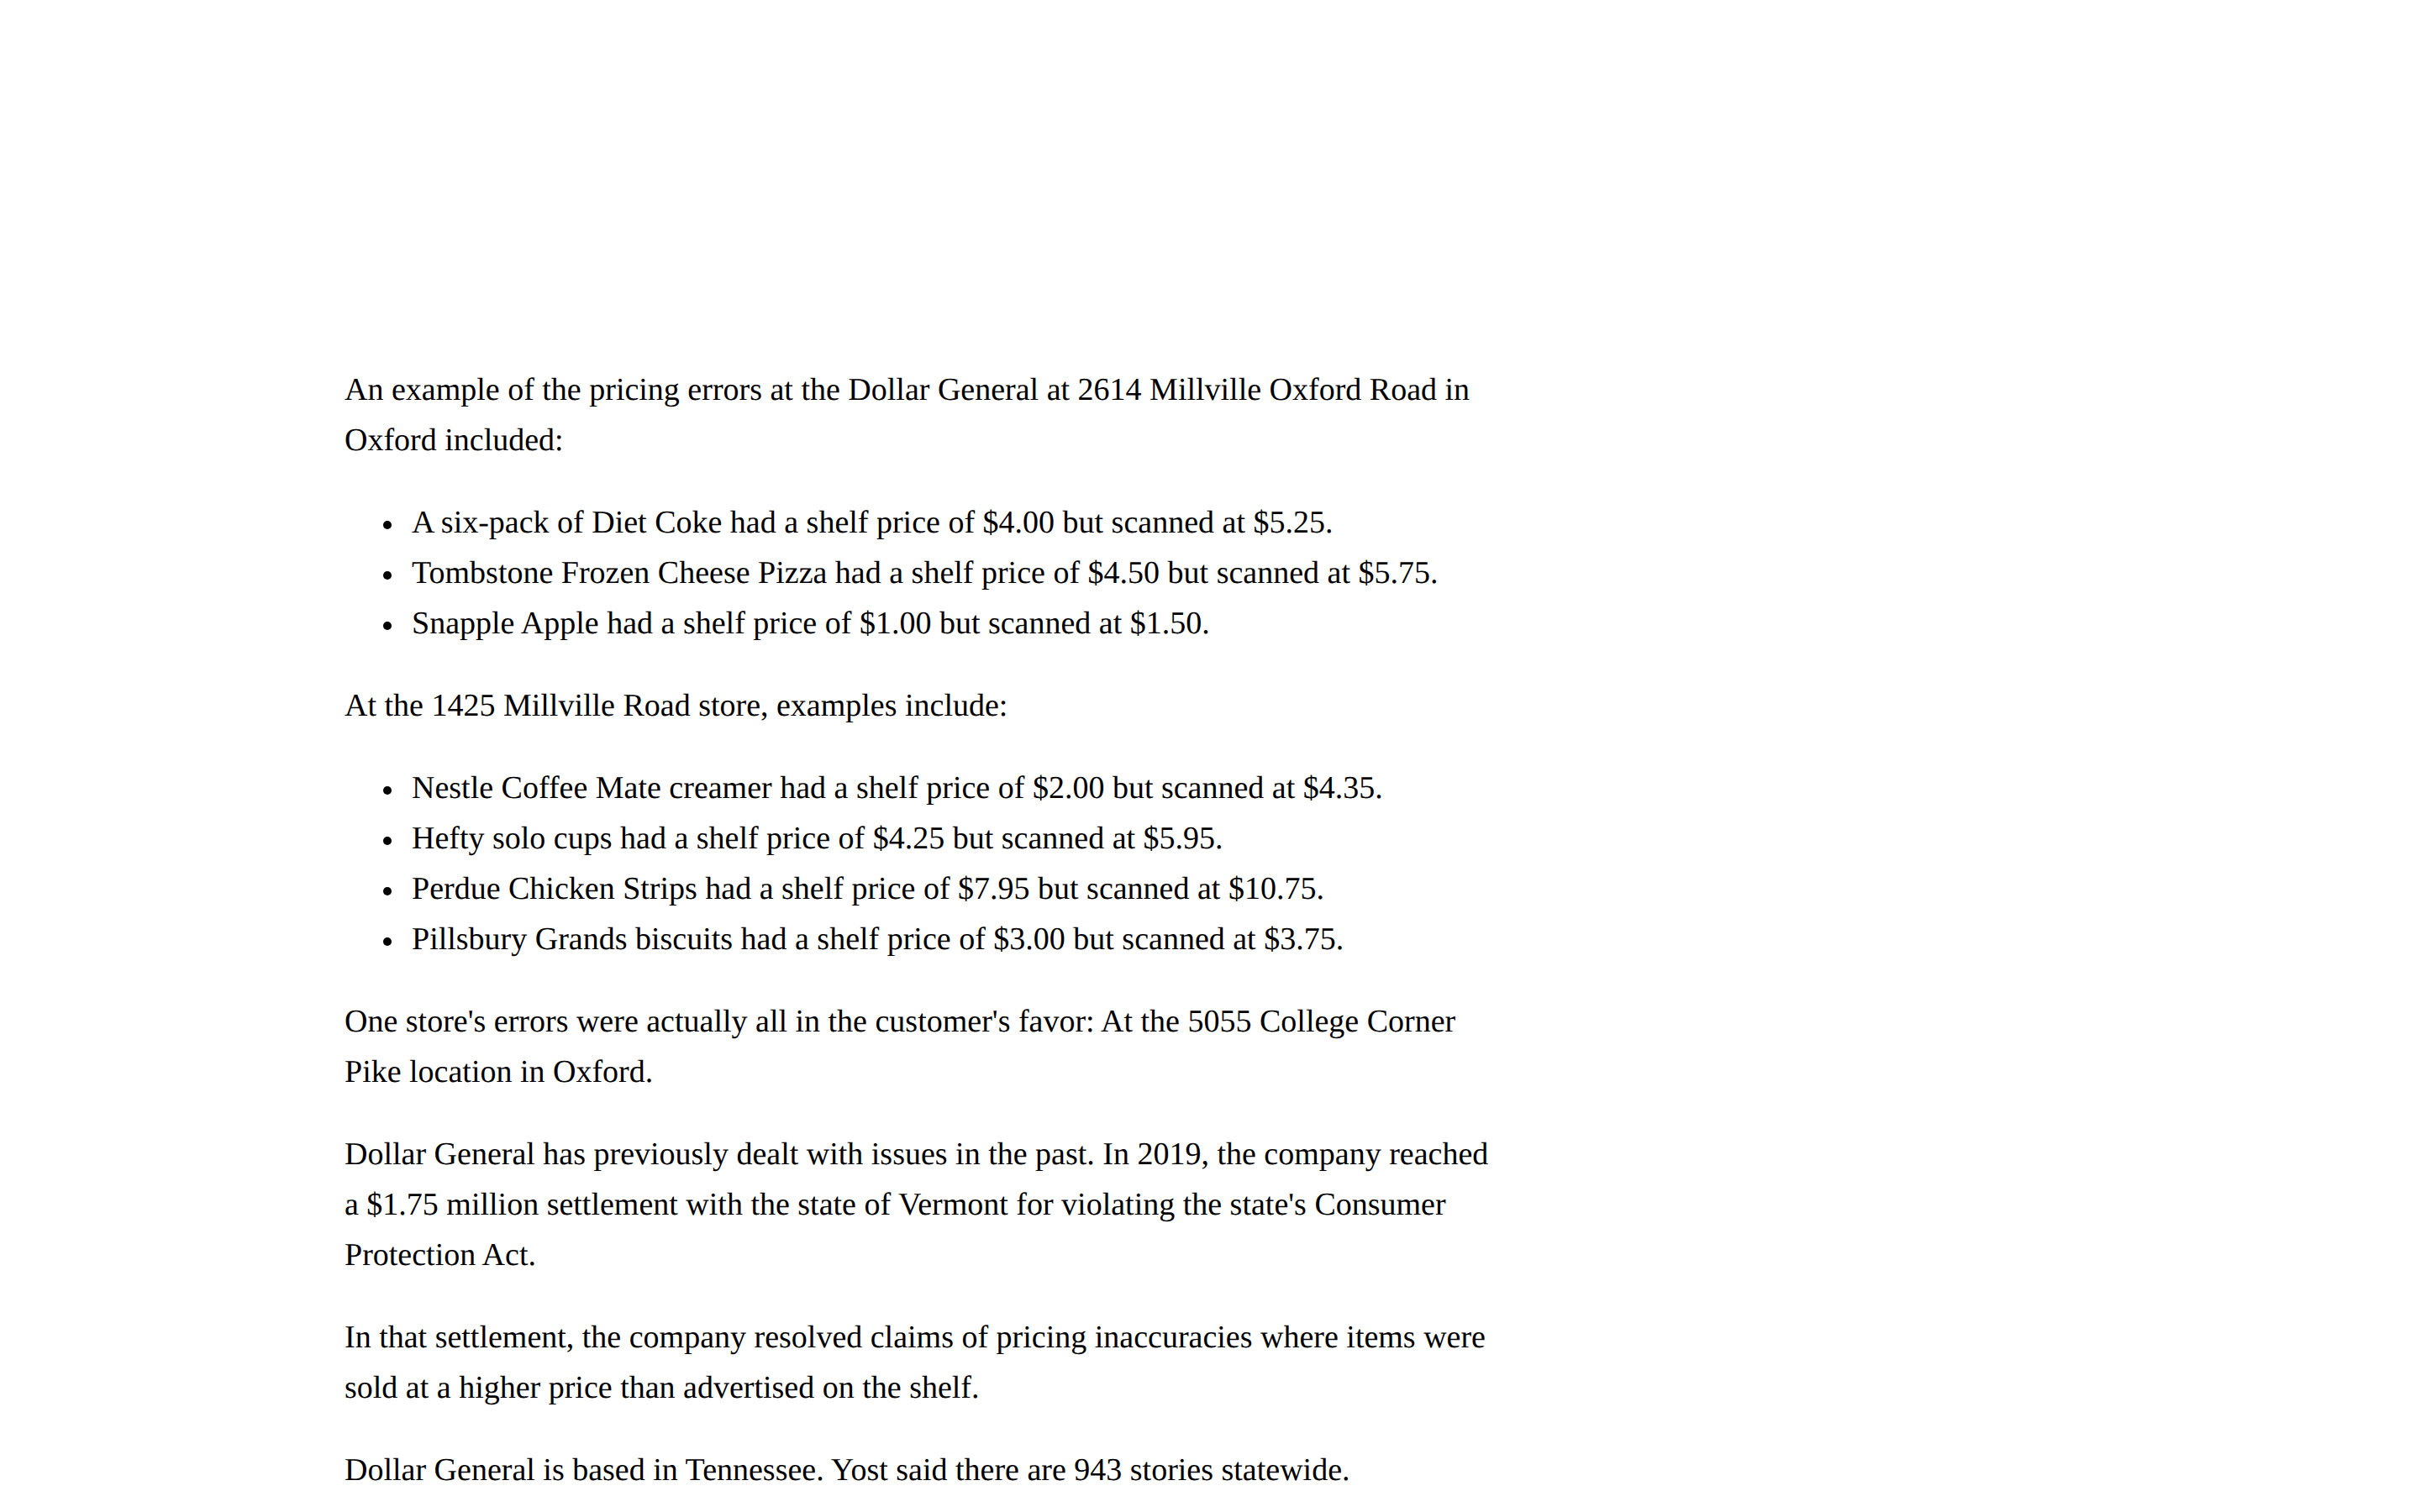 An example of the pricing errors at the Dollar General at 2614 Millville Oxford Road in
Oxford included:
• A six-pack of Diet Coke had a shelf price of $4.00 but scanned at $5.25.
• Tombstone Frozen Cheese Pizza had a shelf price of $4.50 but scanned at $5.75.
• Snapple Apple had a shelf price of $1.00 but scanned at $1.50.
At the 1425 Millville Road store, examples include:
• Nestle Coffee Mate creamer had a shelf price of $2.00 but scanned at $4.35.
• Hefty solo cups had a shelf price of $4.25 but scanned at $5.95.
• Perdue Chicken Strips had a shelf price of $7.95 but scanned at $10.75.
• Pillsbury Grands biscuits had a shelf price of $3.00 but scanned at $3.75.
One store's errors were actually all in the customer's favor: At the 5055 College Corner
Pike location in Oxford.
Dollar General has previously dealt with issues in the past. In 2019, the company reached
a $1.75 million settlement with the state of Vermont for violating the state's Consumer
Protection Act.
In that settlement, the company resolved claims of pricing inaccuracies where items were
sold at a higher price than advertised on the shelf.
Dollar General is based in Tennessee. Yost said there are 943 stories statewide.